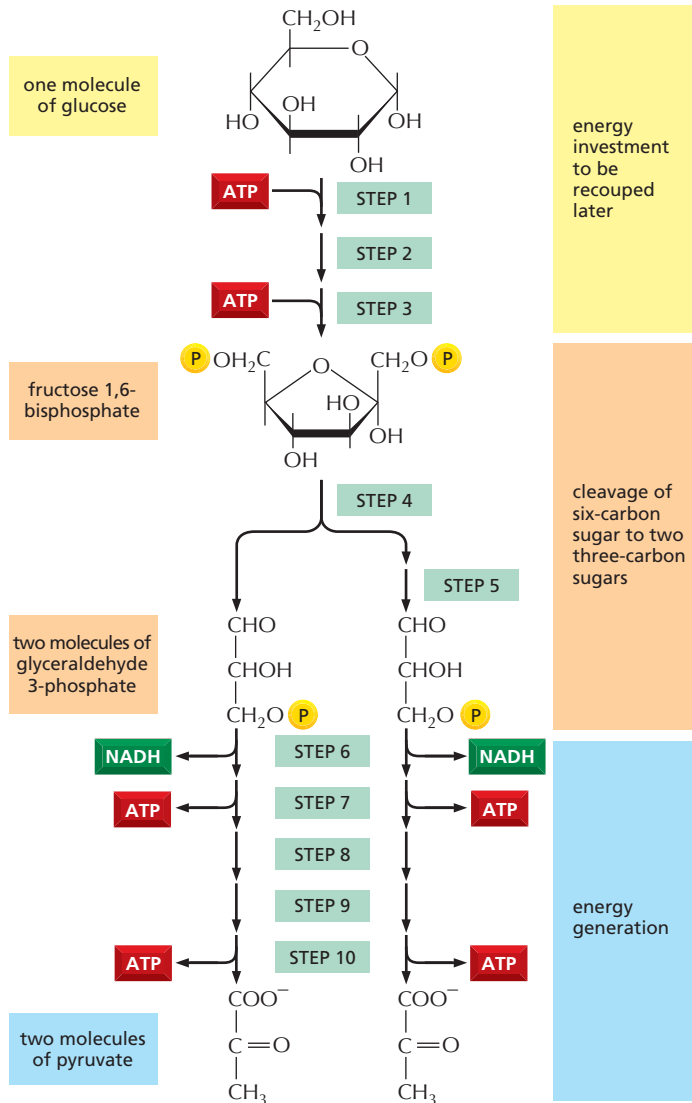 CH2OH
O
one molecule
of glucose
HO
OH
OH
OH
energy
investment
to be
recouped
later
ATP
STEP 1
STEP 2
ATP
STEP 3
P OH2C
O
CH2O P
fructose 1,6-
bisphosphate
HO
OH
OH
STEP 4
cleavage of
six-carbon
sugar to two
three-carbon
sugars
STEP 5
two molecules of
glyceraldehyde
3-phosphate
CHO
CHOH
CH2O P
CHO
CHOH
CH2O P
NADH
STEP 6
NADH
ATP
STEP 7
ATP
STEP 8
STEP 9
energy
generation
ATP
STEP 10
ATP
two molecules
of pyruvate
COO−
C=O
CH3
COO−
C=O
CH3